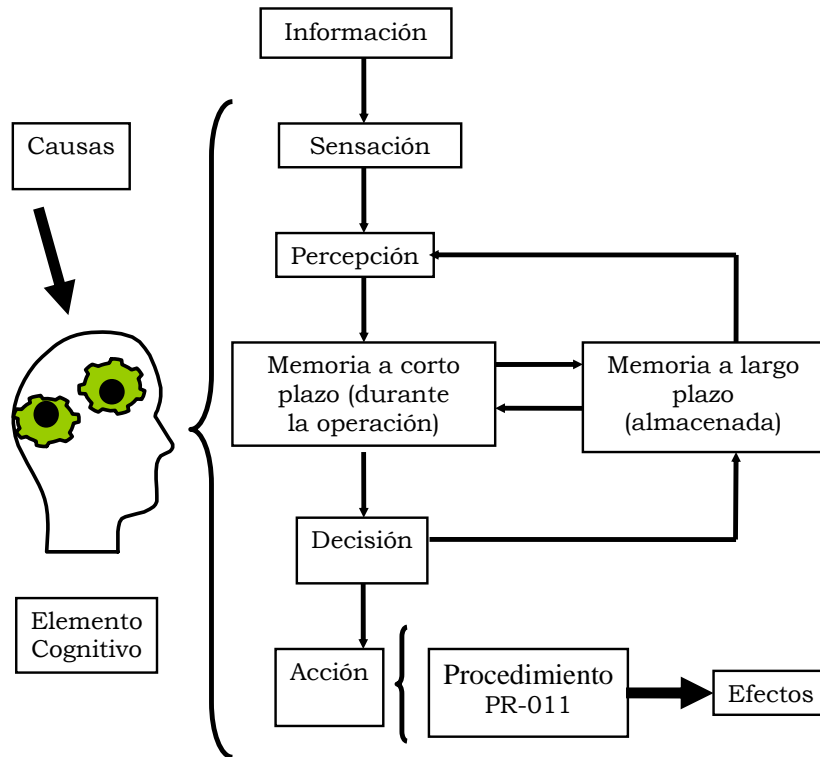 Información
Causas
Sensación
Percepción
Memoria a corto
plazo (durante
la operación)
Memoria a largo
plazo
(almacenada)
Decisión
Elemento
Cognitivo
Acción
Procedimiento
PR-011
Efectos